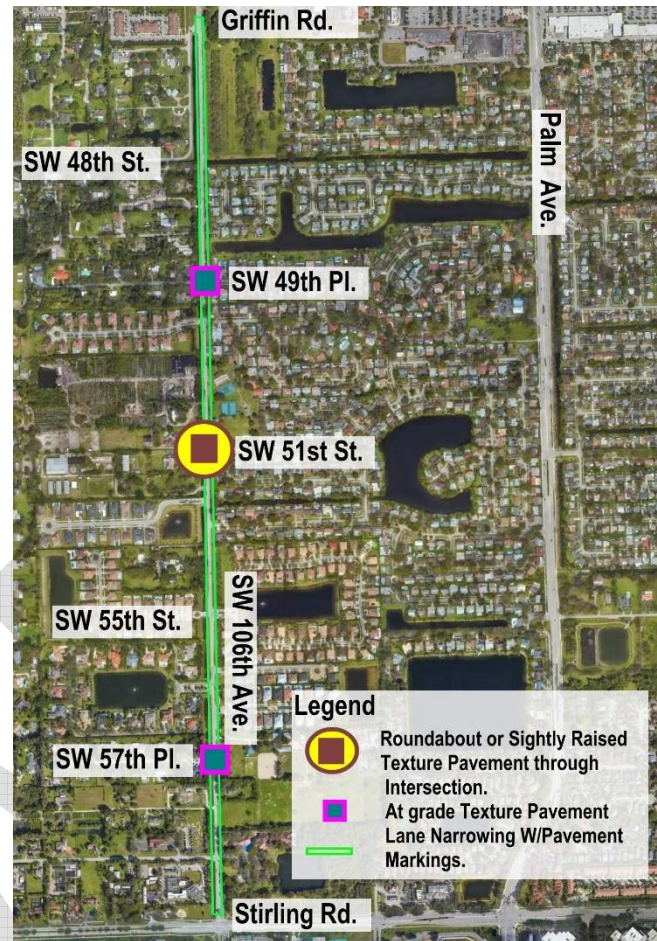 Griffin Rd.
Palm Ave.
SW 48th St.
SW 49th Pl.
SW 51st St.
SW 106th Ave.
SW 55th St.
SW 57th Pl.
Legend
Roundabout or Sightly Raised
Texture Pavement through
Intersection.
At grade Texture Pavement
Lane Narrowing W/Pavement
Markings.
Stirling Rd.